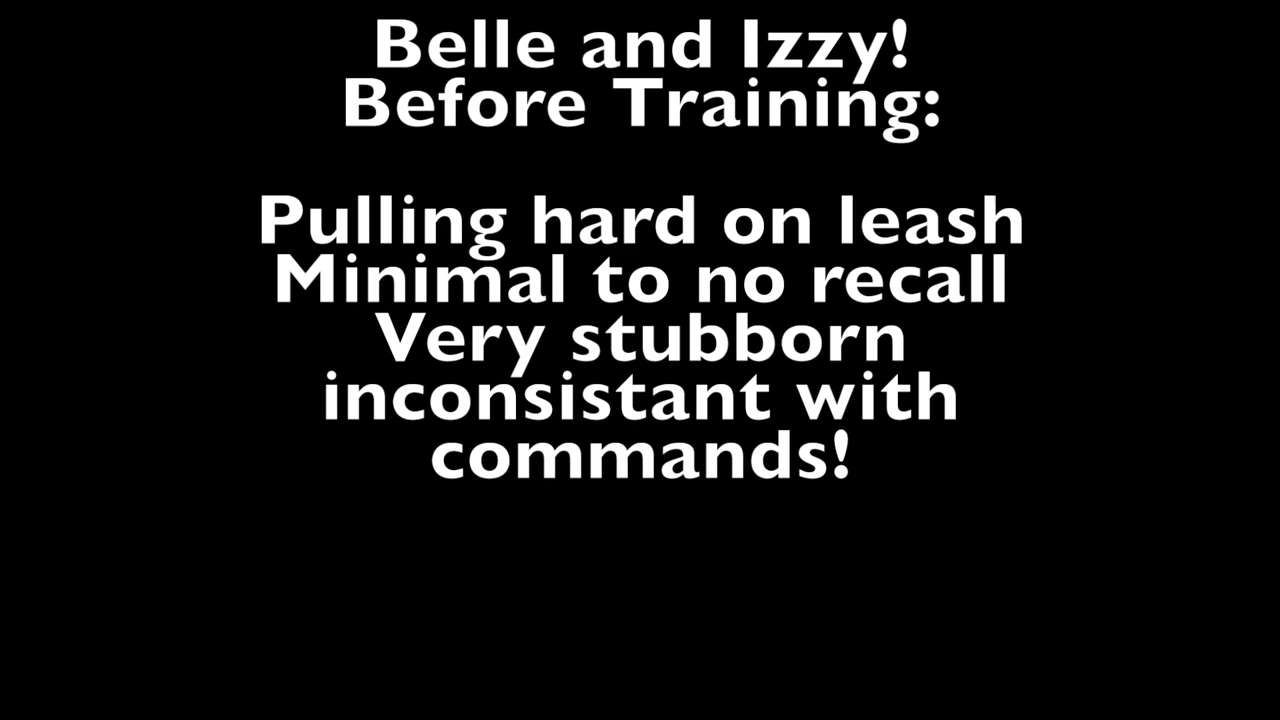 Belle and Izzy!
Before Training:
Pulling hard on leash
Minimal to no recall
Very stubborn
inconsistant with
commands!